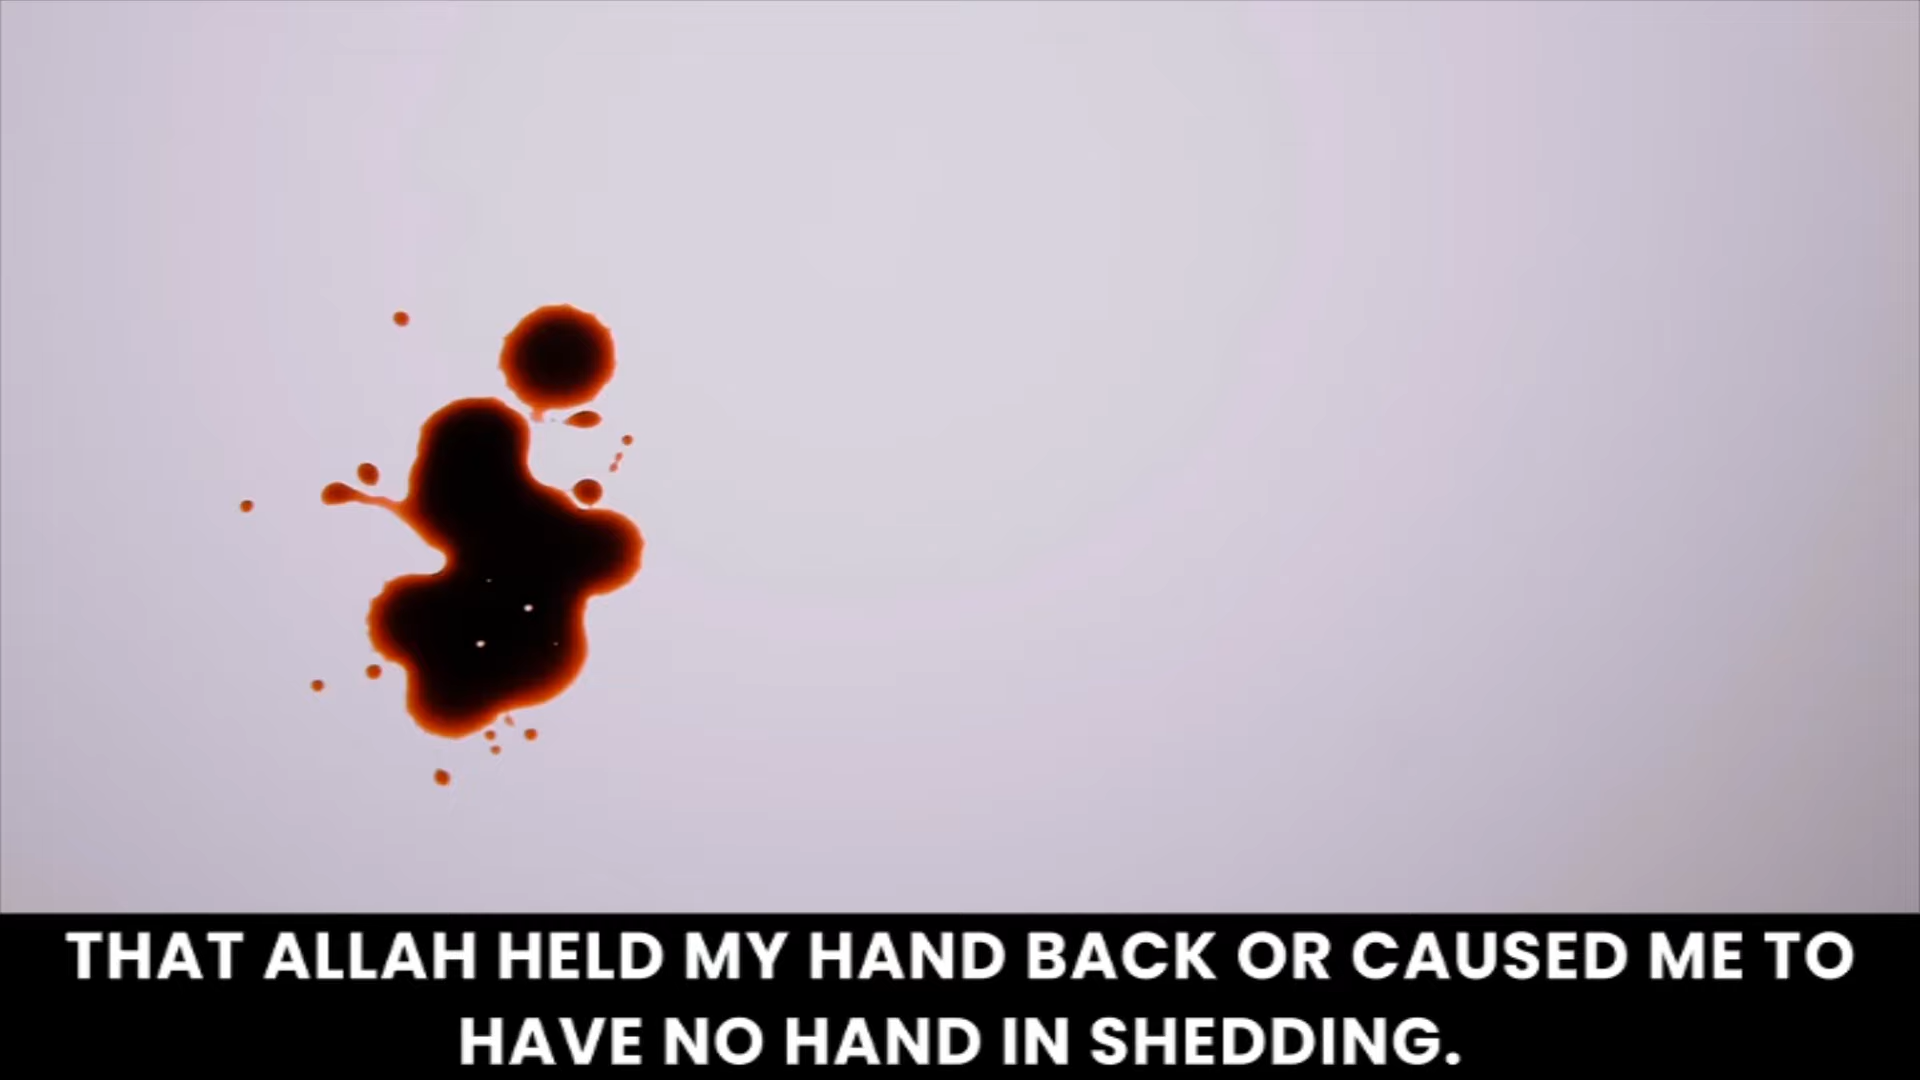 THAT ALLAH HELD MY HAND BACK OR CAUSED ME TO
HAVE NO HAND IN SHEDDING.